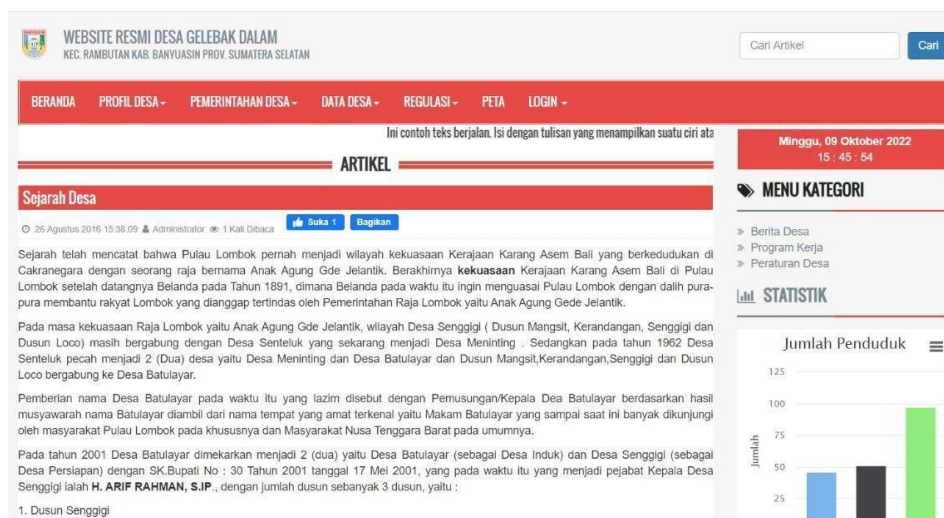 WEBSITE RESMI DESA GELEBAK DALAM
KEC. RAMBUTAN KAB. BANYUASIN PROV. SUMATERA SELATAN
Cari Artikel
Cari
BERANDA PROFIL DESA PEMERINTAHAN DESA DATA DESA REGULASI PETA LOGIN
Ini contoh teks berjalan. Isi dengan tulisan yang menampilkan suatu ciri ata
ARTIKEL
Sejarah Desa
26 Agustus 2016 15:38:09 Administrator 1 Kali Dibaca Suka 1 Bagikan
Sejarah telah mencatat bahwa Pulau Lombok pernah menjadi wilayah kekuasaan Kerajaan Karang Asem Bali yang berkedudukan di
Cakranegara dengan seorang raja bernama Anak Agung Gde Jelantik. Berakhirnya kekuasaan Kerajaan Karang Asem Bali di Pulau
Lombok setelah datangnya Belanda pada Tahun 1891, dimana Belanda pada waktu itu ingin menguasai Pulau Lombok dengan dalih pura-
pura membantu rakyat Lombok yang dianggap tertindas oleh Pemerintahan Raja Lombok yaitu Anak Agung Gede Jelantik.
Pada masa kekuasaan Raja Lombok yaitu Anak Agung Gde Jelantik, wilayah Desa Senggigi ( Dusun Mangsit, Kerandangan, Senggigi dan
Dusun Loco) masih bergabung dengan Desa Senteluk yang sekarang menjadi Desa Meninting . Sedangkan pada tahun 1962 Desa
Senteluk pecah menjadi 2 (Dua) desa yaitu Desa Meninting dan Desa Batulayar dan Dusun Mangsit,Kerandangan,Senggigi dan Dusun
Loco bergabung ke Desa Batulayar.
Pemberian nama Desa Batulayar pada waktu itu yang lazim disebut dengan Pemusungan/Kepala Dea Batulayar berdasarkan hasil
musyawarah nama Batulayar diambil dari nama tempat yang amat terkenal yaitu Makam Batulayar yang sampai saat ini banyak dikunjungi
oleh masyarakat Pulau Lombok pada khususnya dan Masyarakat Nusa Tenggara Barat pada umumnya.
Pada tahun 2001 Desa Batulayar dimekarkan menjadi 2 (dua) yaitu Desa Batulayar (sebagai Desa Induk) dan Desa Senggigi (sebagai
Desa Persiapan) dengan SK.Bupati No : 30 Tahun 2001 tanggal 17 Mei 2001, yang pada waktu itu yang menjadi pejabat Kepala Desa
Senggigi ialah H. ARIF RAHMAN, S.IP., dengan jumlah dusun sebanyak 3 dusun, yaitu :
1. Dusun Senggigi
Minggu, 09 Oktober 2022
15 : 45 : 54
MENU KATEGORI
Berita Desa
Program Kerja
Peraturan Desa
STATISTIK
Jumlah Penduduk
Jumlah
125
100
75
50
25